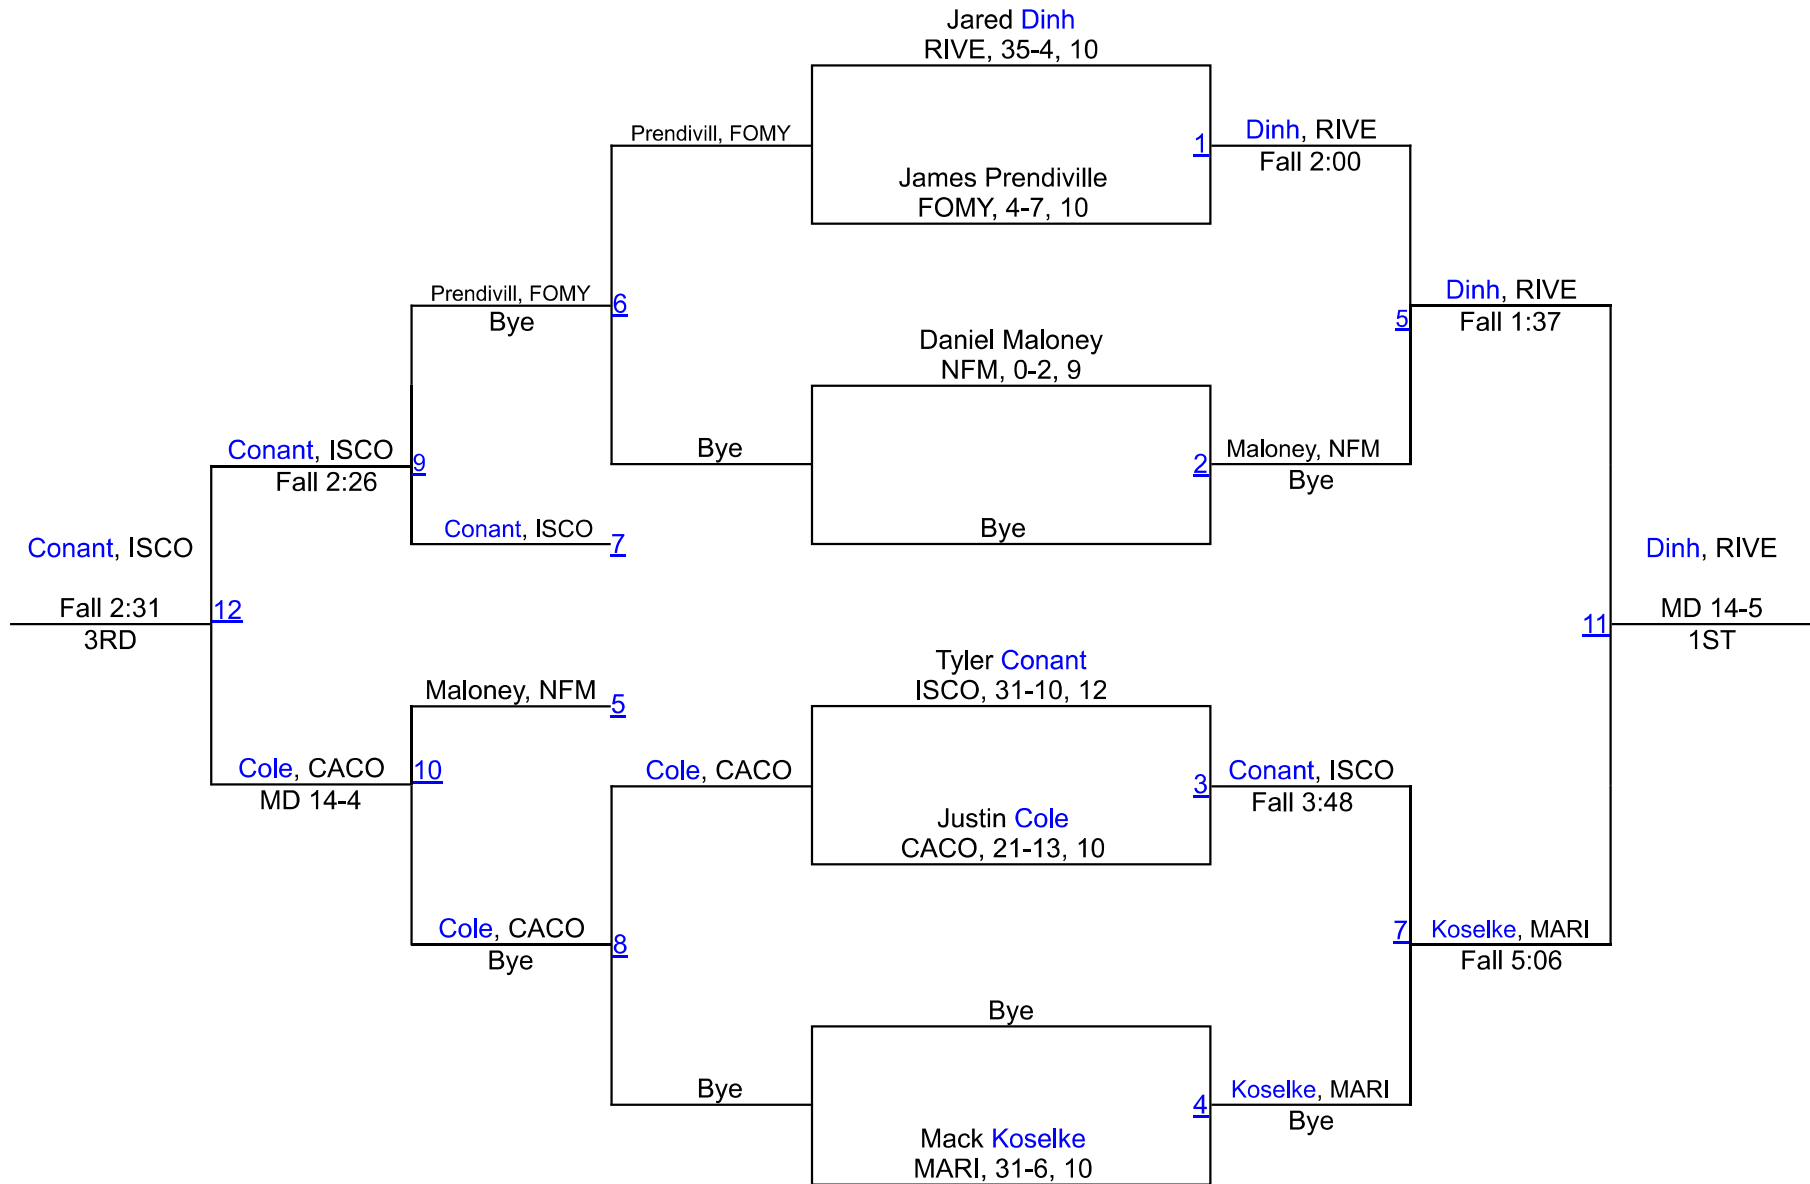 Jared Dinh
RIVE, 35-4, 10
Prendivill, FOMY
1
Dinh, RIVE
Fall 2:00
James Prendiville
FOMY, 4-7, 10
Prendivill, FOMY
Bye
6
Dinh, RIVE
Fall 1:37
5
Daniel Maloney
NFM, 0-2, 9
Conant, ISCO
Fall 2:26
9
Bye
2
Maloney, NFM
Bye
Conant, ISCO
7
Bye
Conant, ISCO
Fall 2:31
3RD
12
Dinh, RIVE
MD 14-5
1ST
11
Tyler Conant
ISCO, 31-10, 12
Maloney, NFM
5
Cole, CACO
MD 14-4
10
Cole, CACO
3
Conant, ISCO
Fall 3:48
Justin Cole
CACO, 21-13, 10
Cole, CACO
Bye
8
7
Koselke, MARI
Fall 5:06
Bye
Bye
4
Koselke, MARI
Bye
Mack Koselke
MARI, 31-6, 10